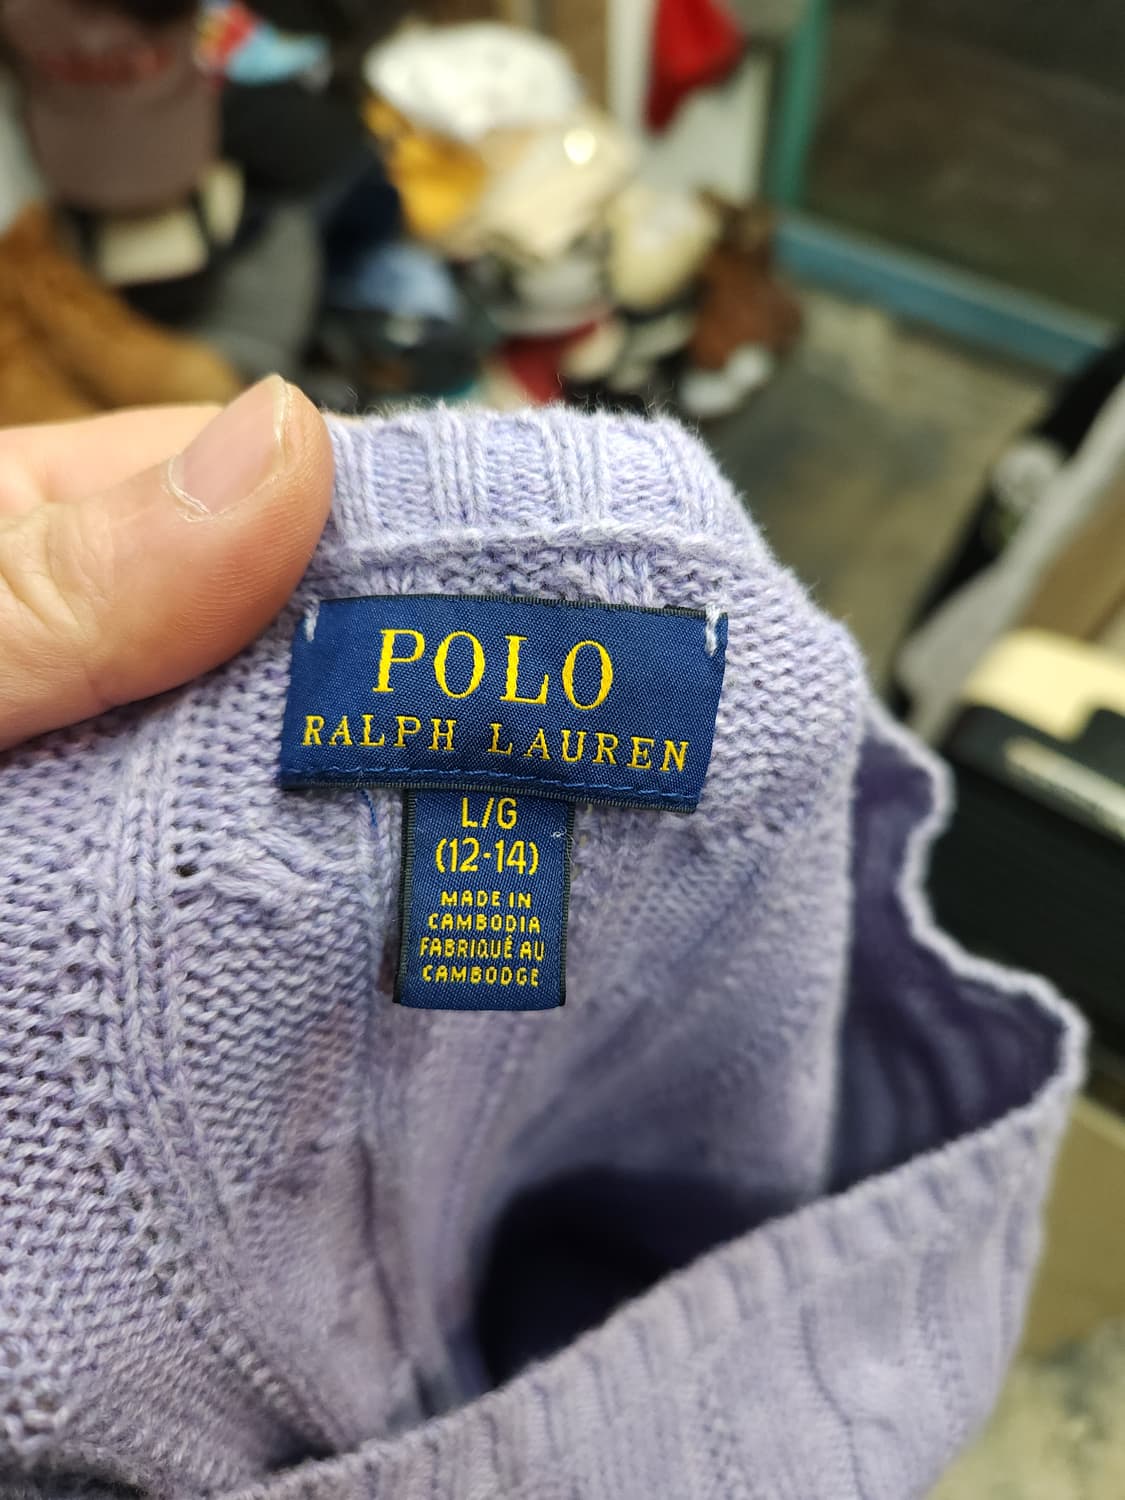 POLO
RALPH LAUREN
L/G
(12-14)
MADE IN
CAMBODIA
FABRIQUÉ AU
CAMBODGE